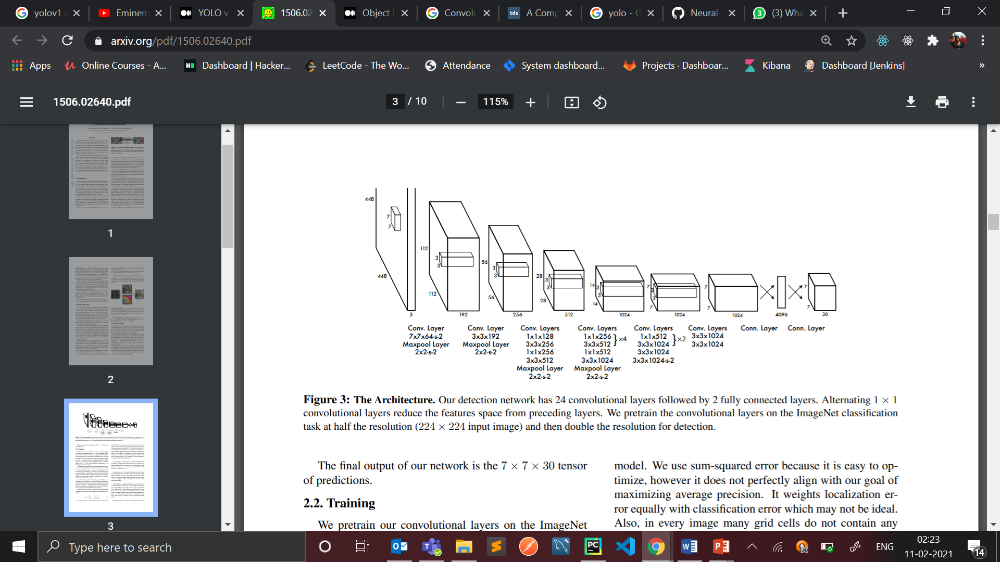 yolov1 a
Eminem
YOLO v
1506.02
Object
Convolu
A Comp
yolo - G
Neural-
(3) Wha
arxiv.org/pdf/1506.02640.pdf
Apps
Online Courses - A...
Dashboard | Hacker...
LeetCode - The Wo...
Attendance
System dashboard...
Projects · Dashboar...
Kibana
Dashboard [Jenkins]
»
1506.02640.pdf
3 / 10
115%
1
2
3
448
448
7
7
3
112
112
3
3
192
56
56
3
3
256
28
28
3
3
512
14
14
3
3
1024
7
7
3
3
1024
7
7
1024
4096
7
7
30
Conv. Layer
7x7x64-s-2
Maxpool Layer
2x2-s-2
Conv. Layer
3x3x192
Maxpool Layer
2x2-s-2
Conv. Layers
1x1x128
3x3x256
1x1x256
3x3x512
Maxpool Layer
2x2-s-2
Conv. Layers
1x1x256
3x3x512 }×4
1x1x512
3x3x1024
Maxpool Layer
2x2-s-2
Conv. Layers
1x1x512
3x3x1024 }×2
3x3x1024
3x3x1024-s-2
Conv. Layers
3x3x1024
3x3x1024
Conn. Layer
Conn. Layer
Figure 3: The Architecture. Our detection network has 24 convolutional layers followed by 2 fully connected layers. Alternating 1 × 1
convolutional layers reduce the features space from preceding layers. We pretrain the convolutional layers on the ImageNet classification
task at half the resolution (224 × 224 input image) and then double the resolution for detection.
The final output of our network is the 7 × 7 × 30 tensor
of predictions.
2.2. Training
We pretrain our convolutional layers on the ImageNet
model. We use sum-squared error because it is easy to op-
timize, however it does not perfectly align with our goal of
maximizing average precision. It weights localization er-
ror equally with classification error which may not be ideal.
Also, in every image many grid cells do not contain any
Type here to search
ENG
02:23
11-02-2021
14